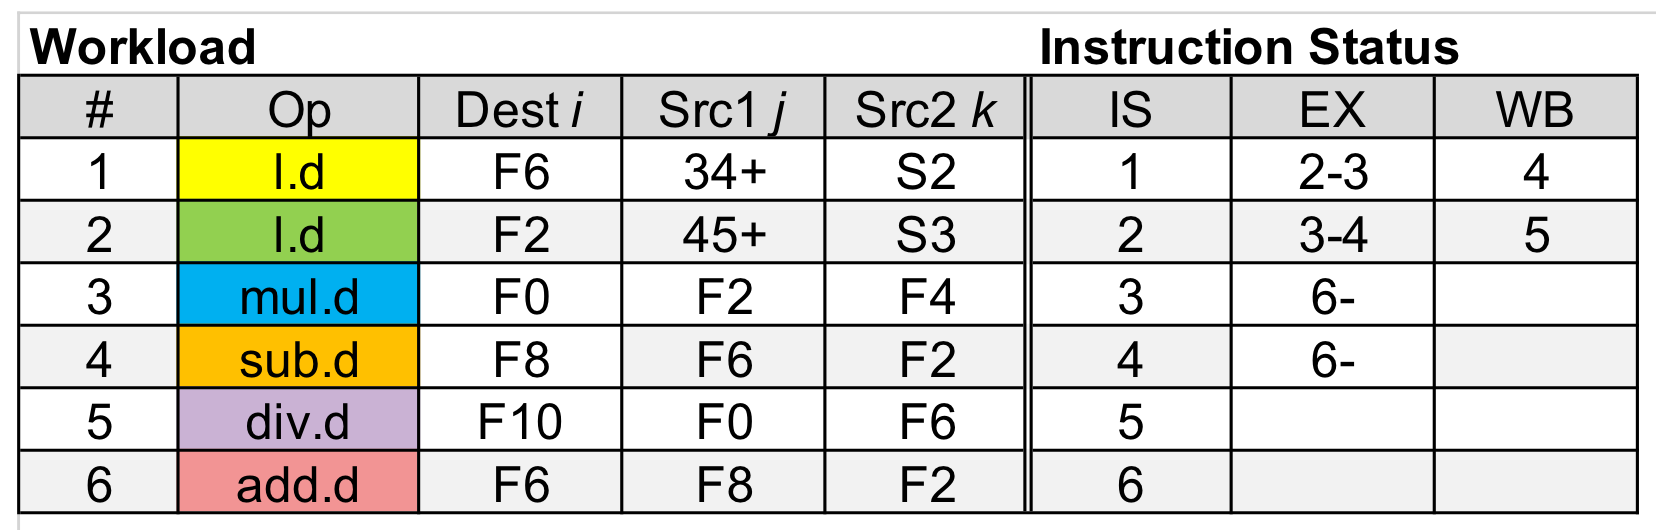 Workload Instruction Status
# Op Dest i Src1 j Src2 k IS EX WB
1 l.d F6 34+ S2 1 2-3 4
2 l.d F2 45+ S3 2 3-4 5
3 mul.d F0 F2 F4 3 6-
4 sub.d F8 F6 F2 4 6-
5 div.d F10 F0 F6 5
6 add.d F6 F8 F2 6